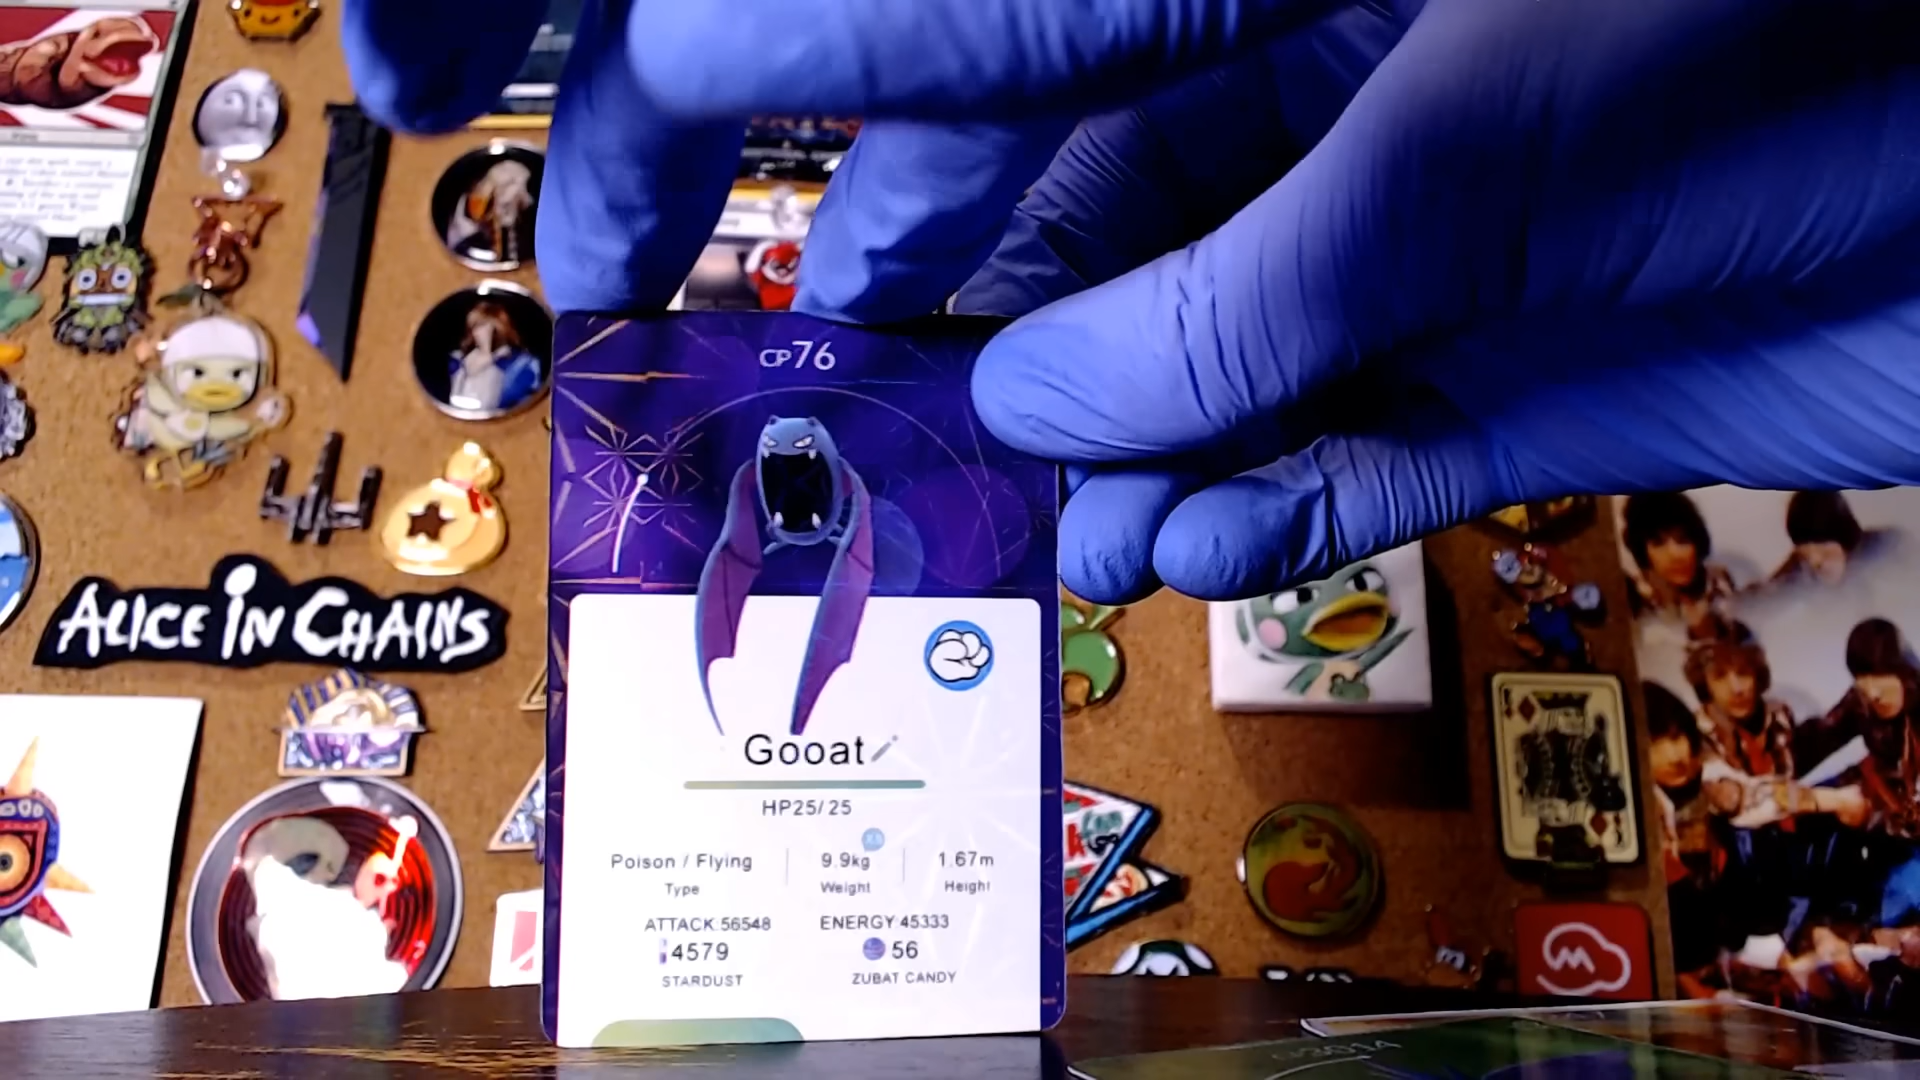 CP76
ALICE IN CHAINS
Gooat
HP25/25
Poison / Flying
9.9kg
1.67m
Type
Weight
Height
ATTACK:56548
ENERGY:45333
4579
56
STARDUST
ZUBAT CANDY